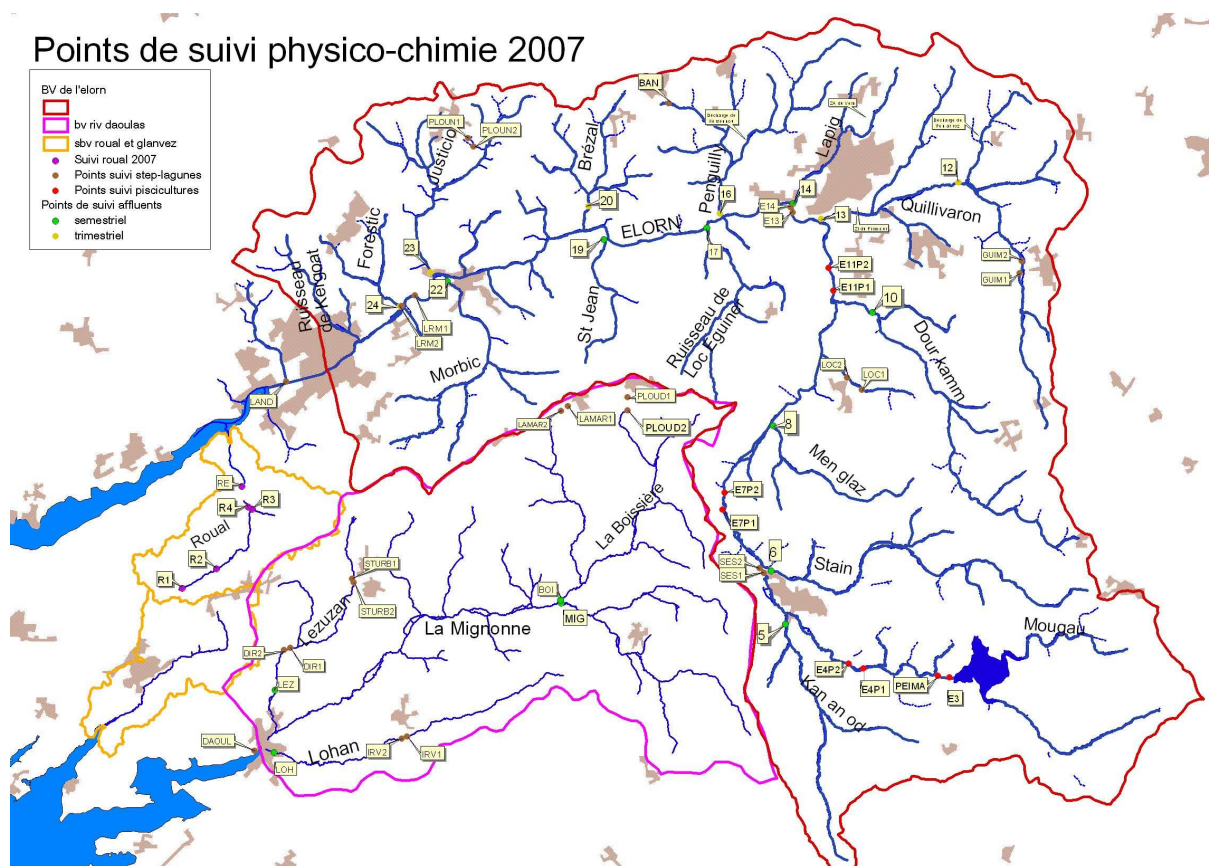 Points de suivi physico-chimie 2007
BV de l'elorn
bv riv daoulas
sbv roual et glanvez
Suivi roual 2007
Points suivi step-lagunes
Points suivi piscicultures
Points de suivi affluents
semestriel
trimestriel
BAN
PLOUN1
PLOUN2
Justicio
Brézal
Penguilly
Lapig
12
Quillivaron
20
16
14
E14
E13
13
ELORN
19
17
GUIM2
GUIM1
Forestic
Ruisseau
de Kergoat
23
22
24
LRM1
LRM2
E11P2
E11P1
10
St Jean
Ruisseau de
Loc Eguiner
Dour kamm
Morbic
LAND
LOC2
LOC1
PLOUD1
LAMAR1
LAMAR2
PLOUD2
8
Men glaz
RE
R4
R3
Roual
R2
R1
E7P2
E7P1
La Boissière
STURB1
STURB2
Lezuzan
SES2
SES1
6
Stain
BOI
MIG
La Mignonne
5
Mougau
DIR2
DIR1
LEZ
E4P2
E4P1
PEIMA
E3
Kan an od
DAOUL
Lohan
LOH
IRV2
IRV1